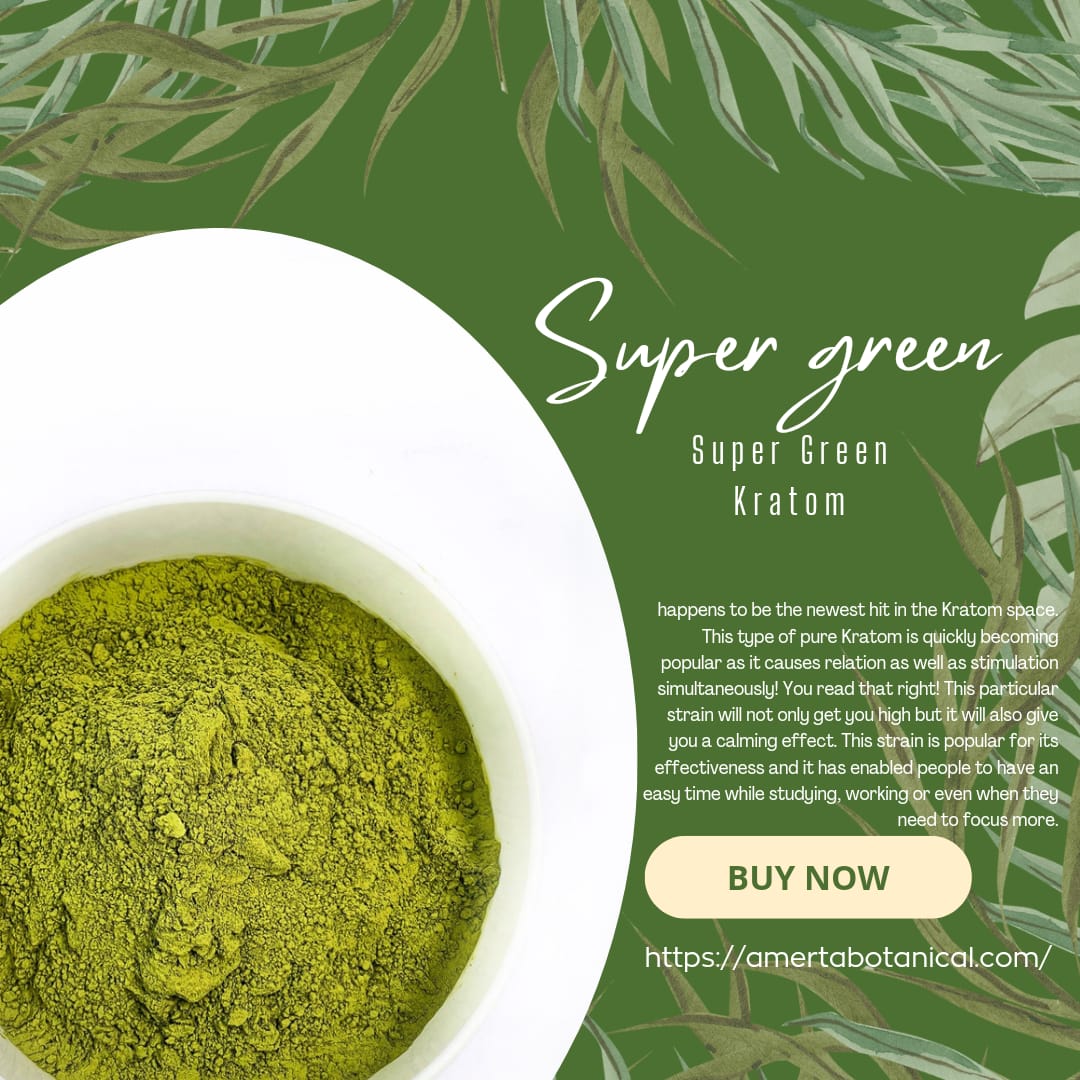 Super green
Super Green
Kratom
happens to be the newest hit in the Kratom space.
This type of pure Kratom is quickly becoming
popular as it causes relation as well as stimulation
simultaneously! You read that right! This particular
strain will not only get you high but it will also give
you a calming effect. This strain is popular for its
effectiveness and it has enabled people to have an
easy time while studying, working or even when they
need to focus more.
BUY NOW
https://amertabotanical.com/